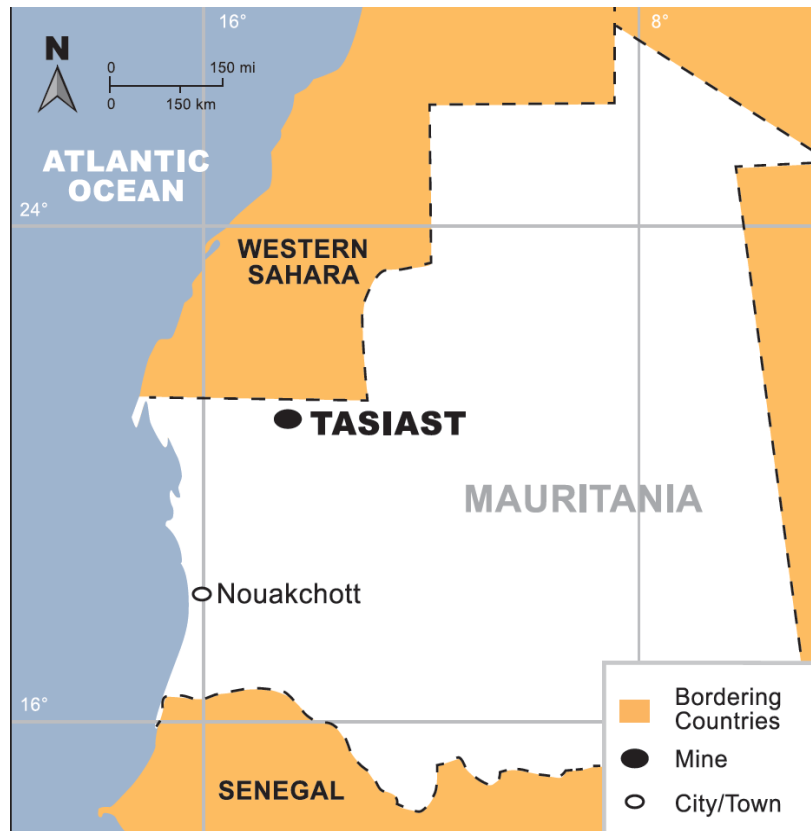 16°
8°
N
0
150 mi
0
150 km
ATLANTIC
OCEAN
24°
WESTERN
SAHARA
TASIAST
MAURITANIA
Nouakchott
16°
SENEGAL
Bordering
Countries
Mine
City/Town